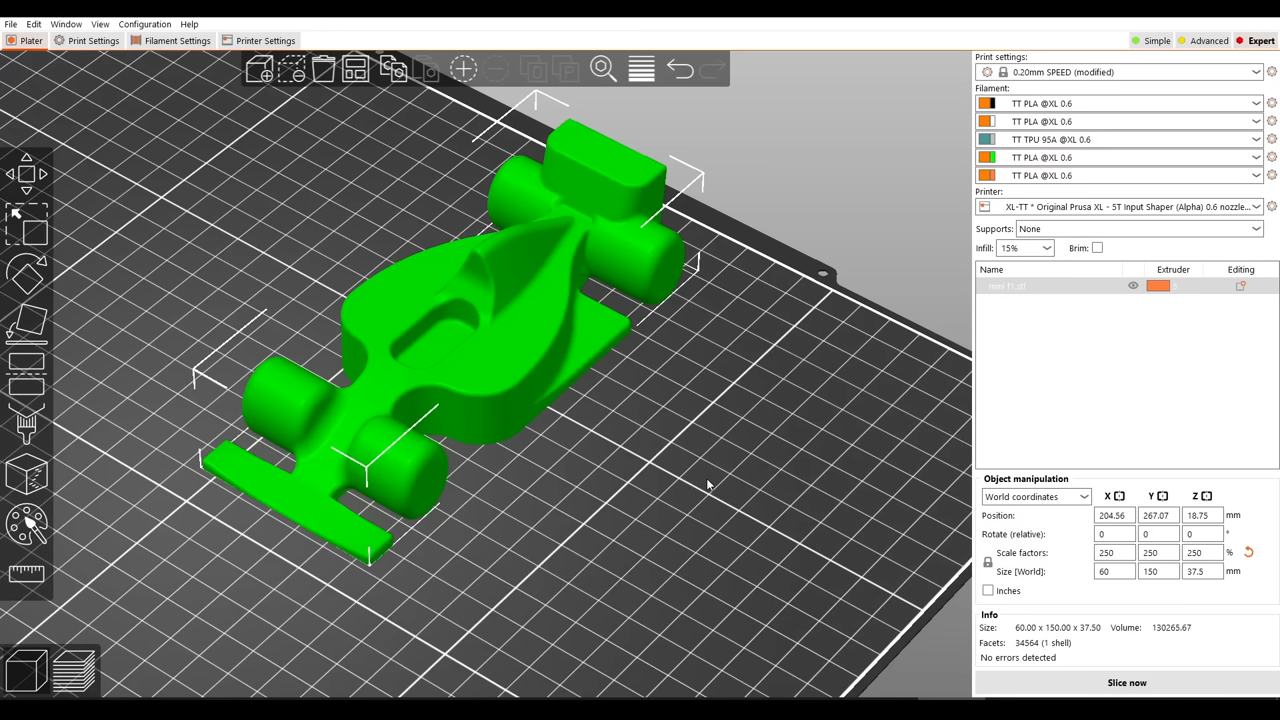 File Edit Window View Configuration Help
Plater Print Settings Filament Settings Printer Settings Simple Advanced Expert
Print settings:
0.20mm SPEED (modified)
Filament:
TT PLA @XL 0.6
TT PLA @XL 0.6
TT TPU 95A @XL 0.6
TT PLA @XL 0.6
TT PLA @XL 0.6
Printer:
XL-TT * Original Prusa XL - 5T Input Shaper (Alpha) 0.6 nozzle...
Supports: None
Infill: 15% Brim:
Name Extruder Editing
mini f1.stl 5
Object manipulation
World coordinates X Y Z
Position: 204.56 267.07 18.75 mm
Rotate (relative): 0 0 0 °
Scale factors: 250 250 250 %
Size [World]: 60 150 37.5 mm
Inches
Info
Size: 60.00 x 150.00 x 37.50 Volume: 130265.67
Facets: 34564 (1 shell)
No errors detected
Slice now